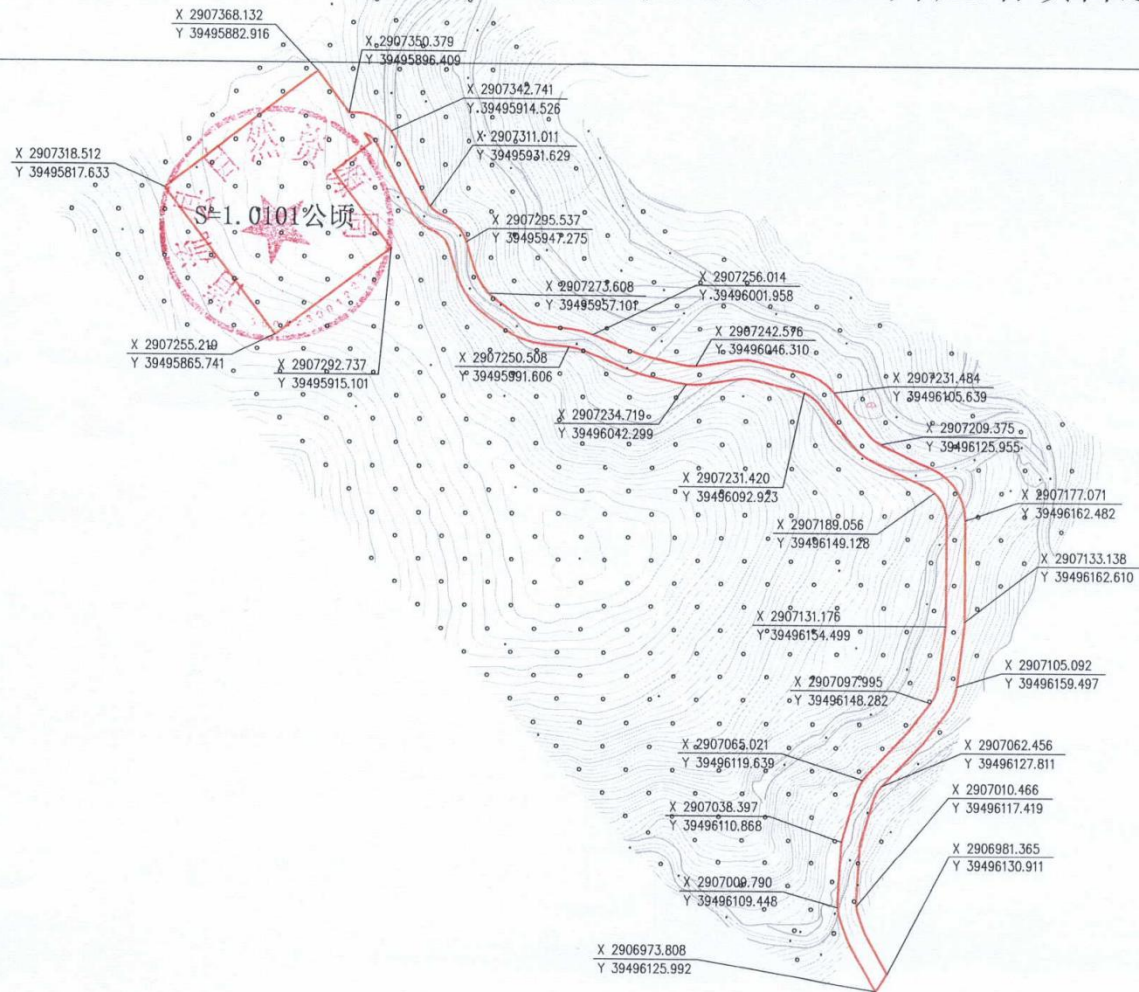 X 2907368.132
Y 39495882.916
X 2907350.379
Y 39495896.409
X 2907342.741
Y 39495914.526
X 2907311.011
Y 39495931.629
X 2907318.512
Y 39495817.633
S=1.0101公顷
自然资源局
X 2907295.537
Y 39495947.275
X 2907273.608
Y 39495957.101
X 2907256.014
Y 39496001.958
X 2907242.576
Y 39496046.310
X 2907255.219
Y 39495865.741
X 2907292.737
Y 39495915.101
X 2907250.508
Y 39495991.606
X 2907231.484
Y 39496105.639
X 2907234.719
Y 39496042.299
X 2907209.375
Y 39496125.955
X 2907231.420
Y 39496092.923
X 2907177.071
Y 39496162.482
X 2907189.056
Y 39496149.128
X 2907133.138
Y 39496162.610
X 2907131.176
Y 39496154.499
X 2907105.092
Y 39496159.497
X 2907097.995
Y 39496148.282
X 2907065.021
Y 39496119.639
X 2907062.456
Y 39496127.811
X 2907010.466
Y 39496117.419
X 2907038.397
Y 39496110.868
X 2906981.365
Y 39496130.911
X 2907009.790
Y 39496109.448
X 2906973.808
Y 39496125.992